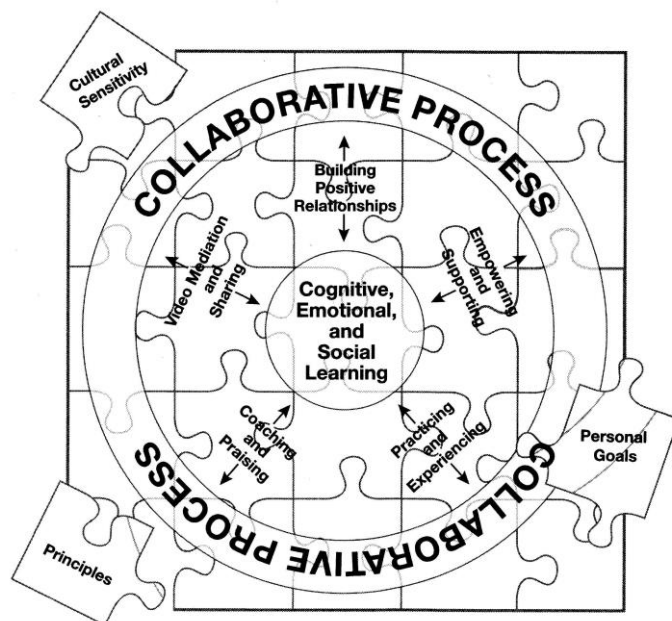 Cultural
Sensitivity
COLLABORATIVE PROCESS
Building
Positive
Relationships
Video Mediation
and
Sharing
Empowering
and
Supporting
Cognitive,
Emotional,
and
Social
Learning
Coaching
and
Praising
Practicing
and
Experiencing
Personal
Goals
COLLABORATIVE PROCESS
Principles